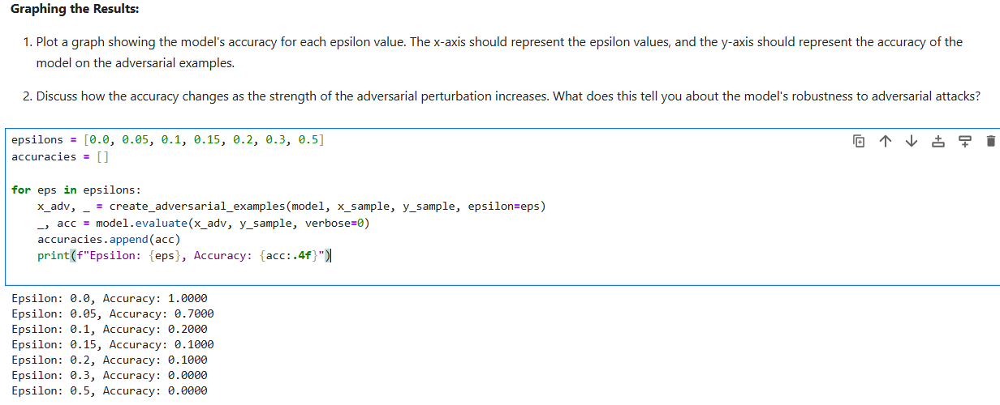 Graphing the Results:
1. Plot a graph showing the model's accuracy for each epsilon value. The x-axis should represent the epsilon values, and the y-axis should represent the accuracy of the
model on the adversarial examples.
2. Discuss how the accuracy changes as the strength of the adversarial perturbation increases. What does this tell you about the model's robustness to adversarial attacks?
epsilons = [0.0, 0.05, 0.1, 0.15, 0.2, 0.3, 0.5]
accuracies = []
for eps in epsilons:
    x_adv, _ = create_adversarial_examples(model, x_sample, y_sample, epsilon=eps)
    _, acc = model.evaluate(x_adv, y_sample, verbose=0)
    accuracies.append(acc)
    print(f"Epsilon: {eps}, Accuracy: {acc:.4f}")
Epsilon: 0.0, Accuracy: 1.0000
Epsilon: 0.05, Accuracy: 0.7000
Epsilon: 0.1, Accuracy: 0.2000
Epsilon: 0.15, Accuracy: 0.1000
Epsilon: 0.2, Accuracy: 0.1000
Epsilon: 0.3, Accuracy: 0.0000
Epsilon: 0.5, Accuracy: 0.0000